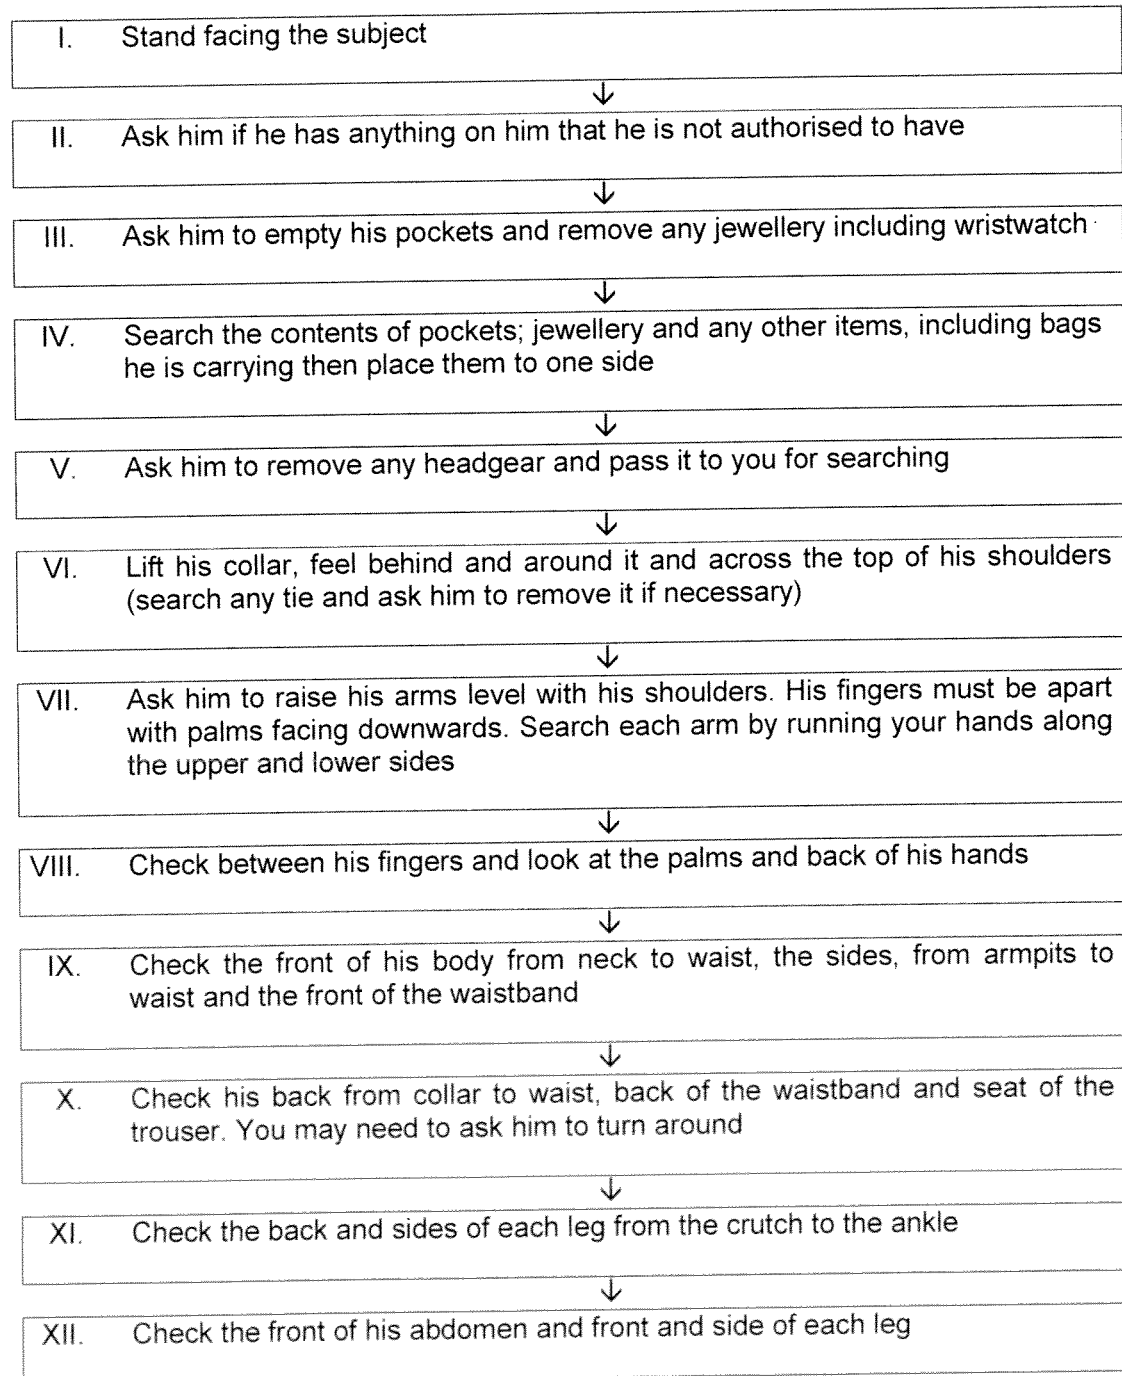 I. Stand facing the subject
↓
II. Ask him if he has anything on him that he is not authorised to have
↓
III. Ask him to empty his pockets and remove any jewellery including wristwatch
↓
IV. Search the contents of pockets; jewellery and any other items, including bags
he is carrying then place them to one side
↓
V. Ask him to remove any headgear and pass it to you for searching
↓
VI. Lift his collar, feel behind and around it and across the top of his shoulders
(search any tie and ask him to remove it if necessary)
↓
VII. Ask him to raise his arms level with his shoulders. His fingers must be apart
with palms facing downwards. Search each arm by running your hands along
the upper and lower sides
↓
VIII. Check between his fingers and look at the palms and back of his hands
↓
IX. Check the front of his body from neck to waist, the sides, from armpits to
waist and the front of the waistband
↓
X. Check his back from collar to waist, back of the waistband and seat of the
trouser. You may need to ask him to turn around
↓
XI. Check the back and sides of each leg from the crutch to the ankle
↓
XII. Check the front of his abdomen and front and side of each leg